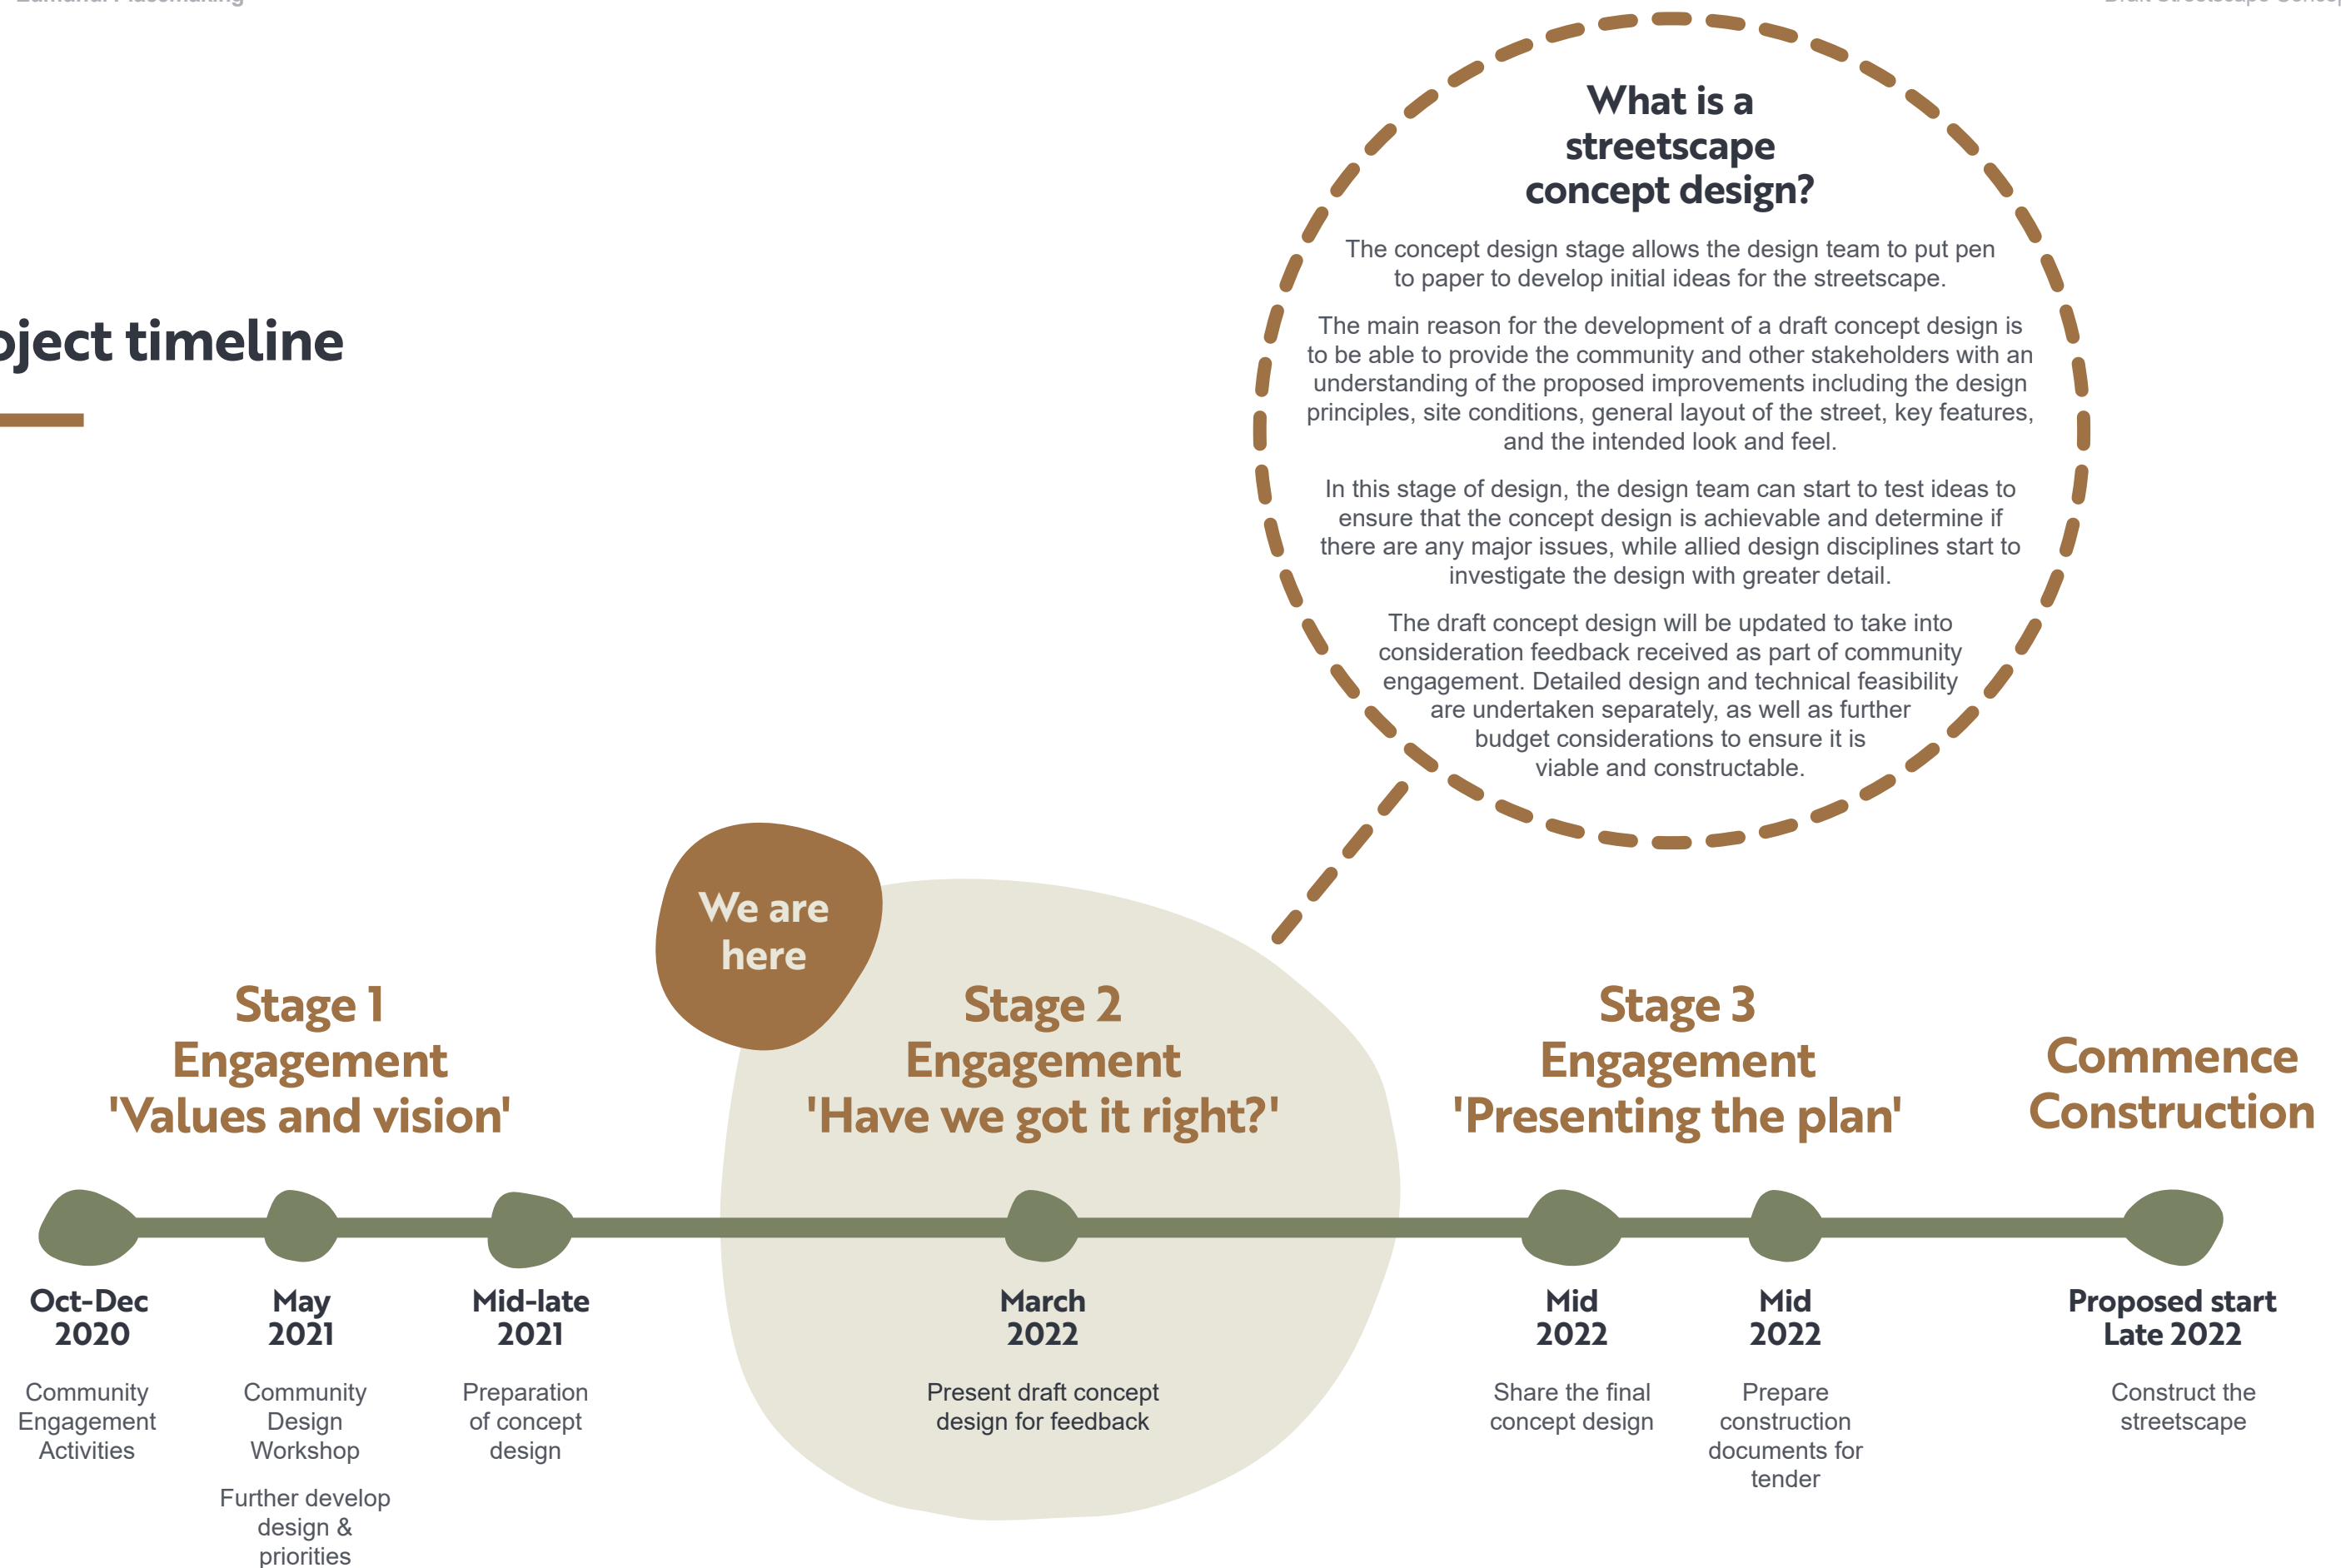 Eumundi Placemaking
Draft Streetscape
oject timeline
What is a
streetscape
concept design?
The concept design stage allows the design team to put pen
to paper to develop initial ideas for the streetscape.
The main reason for the development of a draft concept design is
to be able to provide the community and other stakeholders with an
understanding of the proposed improvements including the design
principles, site conditions, general layout of the street, key features,
and the intended look and feel.
In this stage of design, the design team can start to test ideas to
ensure that the concept design is achievable and determine if
there are any major issues, while allied design disciplines start to
investigate the design with greater detail.
The draft concept design will be updated to take into
consideration feedback received as part of community
engagement. Detailed design and technical feasibility
are undertaken separately, as well as further
budget considerations to ensure it is
viable and constructable.
We are
here
Stage 1
Engagement
'Values and vision'
Stage 2
Engagement
'Have we got it right?'
Stage 3
Engagement
'Presenting the plan'
Commence
Construction
Oct-Dec
2020
Community
Engagement
Activities
May
2021
Community
Design
Workshop
Further develop
design &
priorities
Mid-late
2021
Preparation
of concept
design
March
2022
Present draft concept
design for feedback
Mid
2022
Share the final
concept design
Mid
2022
Prepare
construction
documents for
tender
Proposed start
Late 2022
Construct the
streetscape